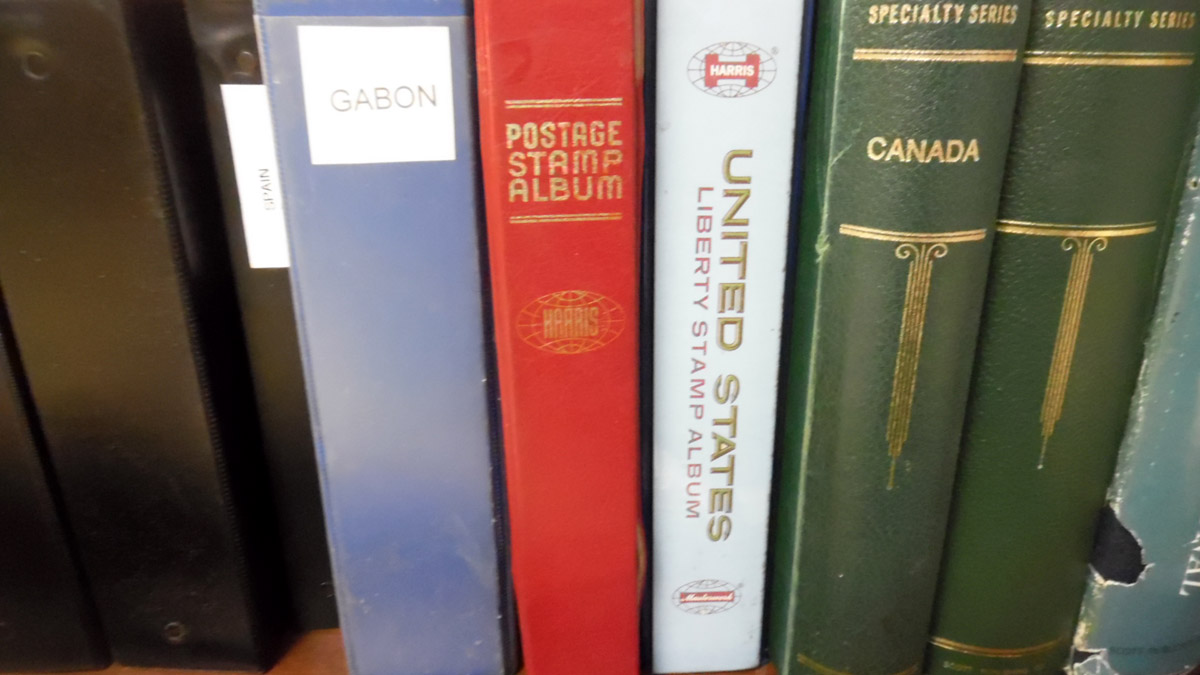 SPAIN
GABON
POSTAGE
STAMP
ALBUM
HARRIS
HARRIS
UNITED STATES
LIBERTY STAMP ALBUM
SPECIALTY SERIES
CANADA
SPECIALTY SERIES